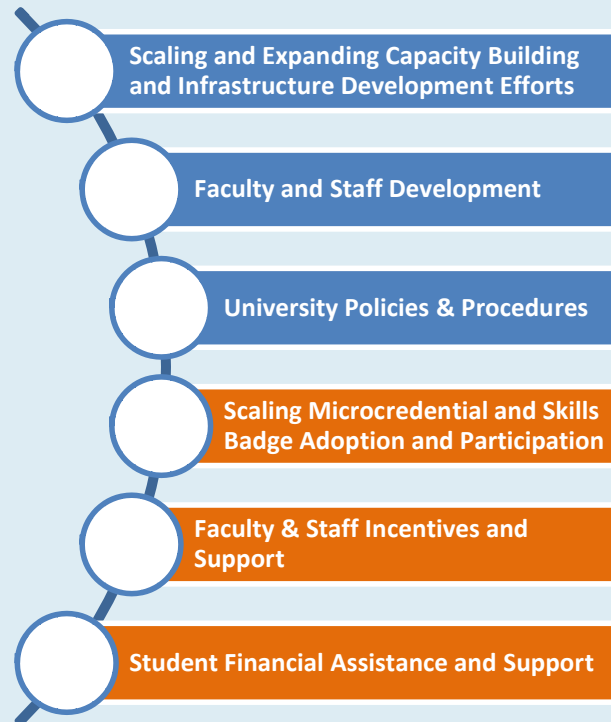 Scaling and Expanding Capacity Building
and Infrastructure Development Efforts
Faculty and Staff Development
University Policies & Procedures
Scaling Microcredential and Skills
Badge Adoption and Participation
Faculty & Staff Incentives and
Support
Student Financial Assistance and Support